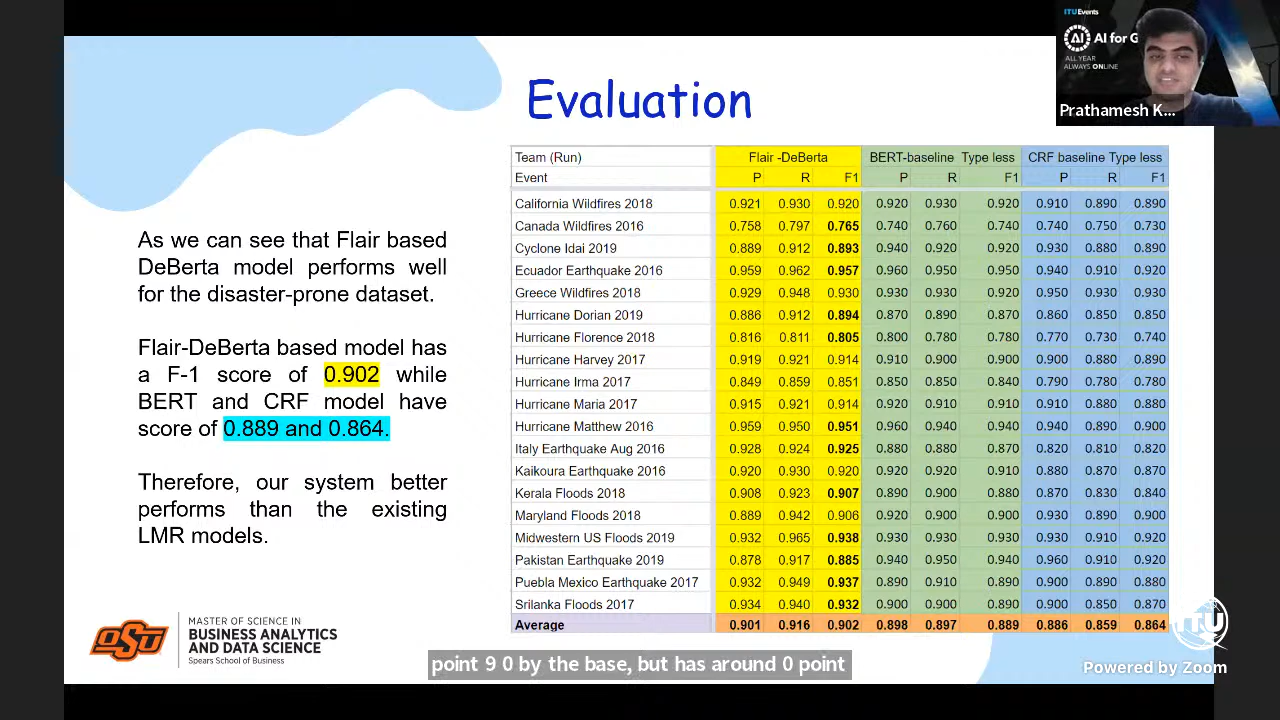 ITUEvents
AI
AI for G
ALL YEAR
ALWAYS ONLINE
Prathamesh K...
Evaluation
As we can see that Flair based
DeBerta model performs well
for the disaster-prone dataset.
Flair-DeBerta based model has
a F-1 score of 0.902 while
BERT and CRF model have
score of 0.889 and 0.864.
Therefore, our system better
performs than the existing
LMR models.
Team (Run) Flair -DeBerta BERT-baseline Type less CRF baseline Type less
Event P R F1 P R F1 P R F1
California Wildfires 2018 0.921 0.930 0.920 0.920 0.930 0.920 0.910 0.890 0.890
Canada Wildfires 2016 0.758 0.797 0.765 0.740 0.760 0.740 0.740 0.750 0.730
Cyclone Idai 2019 0.889 0.912 0.893 0.940 0.920 0.920 0.930 0.880 0.890
Ecuador Earthquake 2016 0.959 0.962 0.957 0.960 0.950 0.950 0.940 0.910 0.920
Greece Wildfires 2018 0.929 0.948 0.930 0.930 0.930 0.920 0.950 0.930 0.930
Hurricane Dorian 2019 0.886 0.912 0.894 0.870 0.890 0.870 0.860 0.850 0.850
Hurricane Florence 2018 0.816 0.811 0.805 0.800 0.780 0.780 0.770 0.730 0.740
Hurricane Harvey 2017 0.919 0.921 0.914 0.910 0.900 0.900 0.900 0.880 0.890
Hurricane Irma 2017 0.849 0.859 0.851 0.850 0.850 0.840 0.790 0.780 0.780
Hurricane Maria 2017 0.915 0.921 0.914 0.920 0.910 0.910 0.910 0.880 0.880
Hurricane Matthew 2016 0.959 0.950 0.951 0.960 0.940 0.940 0.940 0.890 0.900
Italy Earthquake Aug 2016 0.928 0.924 0.925 0.880 0.880 0.870 0.820 0.810 0.820
Kaikoura Earthquake 2016 0.920 0.930 0.920 0.920 0.920 0.910 0.880 0.870 0.870
Kerala Floods 2018 0.908 0.923 0.907 0.890 0.900 0.880 0.870 0.830 0.840
Maryland Floods 2018 0.889 0.942 0.906 0.920 0.900 0.900 0.930 0.890 0.900
Midwestern US Floods 2019 0.932 0.965 0.938 0.930 0.930 0.930 0.930 0.910 0.920
Pakistan Earthquake 2019 0.878 0.917 0.885 0.940 0.950 0.940 0.960 0.910 0.920
Puebla Mexico Earthquake 2017 0.932 0.949 0.937 0.890 0.910 0.890 0.900 0.890 0.880
Srilanka Floods 2017 0.934 0.940 0.932 0.900 0.900 0.890 0.900 0.850 0.870
Average 0.901 0.916 0.902 0.898 0.897 0.889 0.886 0.859 0.864
OSU
MASTER OF SCIENCE IN
BUSINESS ANALYTICS
AND DATA SCIENCE
Spears School of Business
point 9 0 by the base, but has around 0 point
ITU
Powered by Zoom